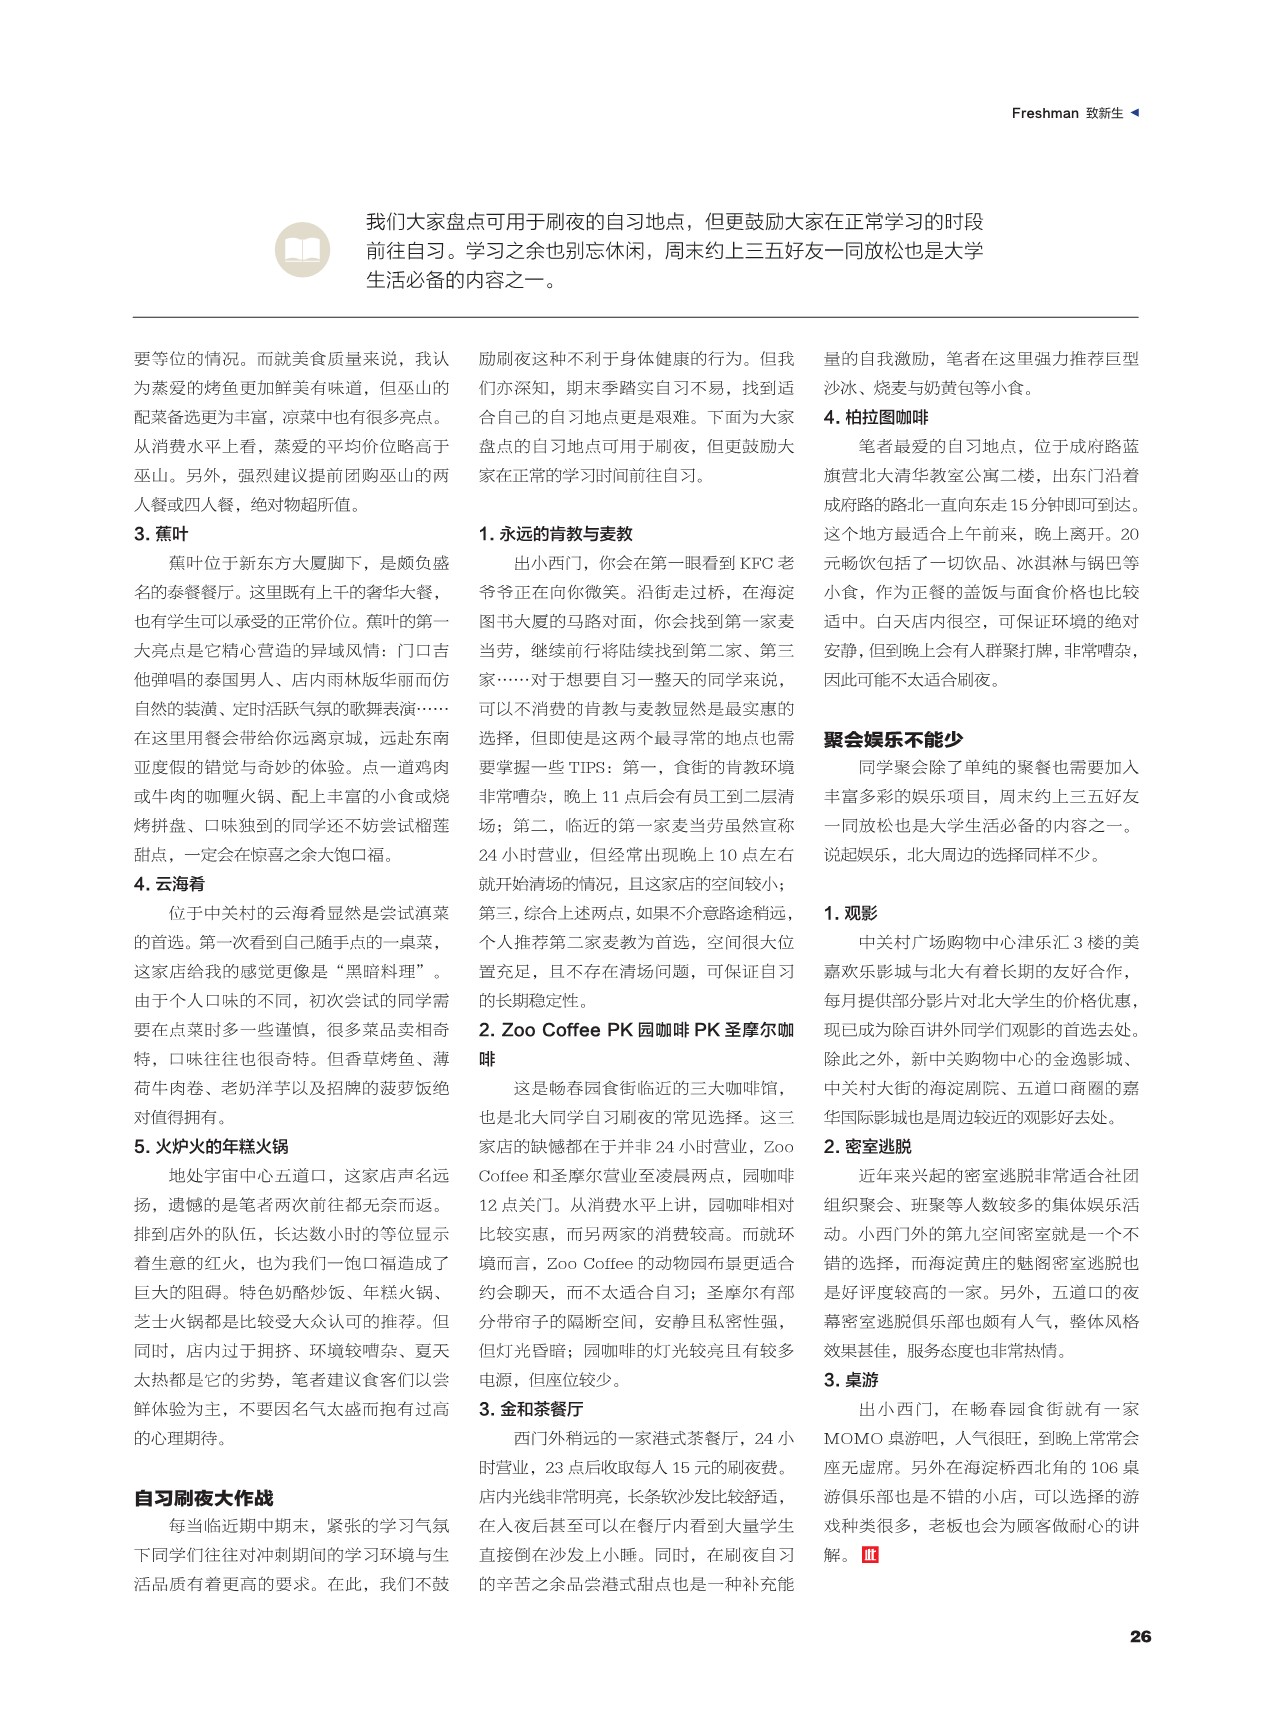 Freshman 致新生
我们大家盘点可用于刷夜的自习地点，但更鼓励大家在正常学习的时段
前往自习。学习之余也别忘休闲，周末约上三五好友一同放松也是大学
生活必备的内容之一。
要等位的情况。而就美食质量来说，我认
为蒸爱的烤鱼更加鲜美有味道，但巫山的
配菜备选更为丰富，凉菜中也有很多亮点。
从消费水平上看，蒸爱的平均价位略高于
巫山。另外，强烈建议提前团购巫山的两
人餐或四人餐，绝对物超所值。
3. 蕉叶
蕉叶位于新东方大厦脚下，是颇负盛
名的泰餐餐厅。这里既有上千的奢华大餐，
也有学生可以承受的正常价位。蕉叶的第一
大亮点是它精心营造的异域风情：门口吉
他弹唱的泰国男人、店内雨林版华丽而仿
自然的装潢、定时活跃气氛的歌舞表演……
在这里用餐会带给你远离京城，远赴东南
亚度假的错觉与奇妙的体验。点一道鸡肉
或牛肉的咖喱火锅、配上丰富的小食或烧
烤拼盘、口味独到的同学还不妨尝试榴莲
甜点，一定会在惊喜之余大饱口福。
4. 云海肴
位于中关村的云海肴显然是尝试滇菜
的首选。第一次看到自己随手点的一桌菜，
这家店给我的感觉更像是“黑暗料理”。
由于个人口味的不同，初次尝试的同学需
要在点菜时多一些谨慎，很多菜品卖相奇
特，口味往往也很奇特。但香草烤鱼、薄
荷牛肉卷、老奶洋芋以及招牌的菠萝饭绝
对值得拥有。
5. 火炉火的年糕火锅
地处宇宙中心五道口，这家店声名远
扬，遗憾的是笔者两次前往都无奈而返。
排到店外的队伍，长达数小时的等位显示
着生意的红火，也为我们一饱口福造成了
巨大的阻碍。特色奶酪炒饭、年糕火锅、
芝士火锅都是比较受大众认可的推荐。但
同时，店内过于拥挤、环境较嘈杂、夏天
太热都是它的劣势，笔者建议食客们以尝
鲜体验为主，不要因名气太盛而抱有过高
的心理期待。
自习刷夜大作战
每当临近期中期末，紧张的学习气氛
下同学们往往对冲刺期间的学习环境与生
活品质有着更高的要求。在此，我们不鼓
励刷夜这种不利于身体健康的行为。但我
们亦深知，期末季踏实自习不易，找到适
合自己的自习地点更是艰难。下面为大家
盘点的自习地点可用于刷夜，但更鼓励大
家在正常的学习时间前往自习。
1. 永远的肯教与麦教
出小西门，你会在第一眼看到 KFC 老
爷爷正在向你微笑。沿街走过桥，在海淀
图书大厦的马路对面，你会找到第一家麦
当劳，继续前行将陆续找到第二家、第三
家……对于想要自习一整天的同学来说，
可以不消费的肯教与麦教显然是最实惠的
选择，但即使是这两个最寻常的地点也需
要掌握一些 TIPS：第一，食街的肯教环境
非常嘈杂，晚上 11 点后会有员工到二层清
场；第二，临近的第一家麦当劳虽然宣称
24 小时营业，但经常出现晚上 10 点左右
就开始清场的情况，且这家店的空间较小；
第三，综合上述两点，如果不介意路途稍远，
个人推荐第二家麦教为首选，空间很大位
置充足，且不存在清场问题，可保证自习
的长期稳定性。
2. Zoo Coffee PK 园咖啡 PK 圣摩尔咖
啡
这是畅春园食街临近的三大咖啡馆，
也是北大同学自习刷夜的常见选择。这三
家店的缺憾都在于并非 24 小时营业，Zoo
Coffee 和圣摩尔营业至凌晨两点，园咖啡
12 点关门。从消费水平上讲，园咖啡相对
比较实惠，而另两家的消费较高。而就环
境而言，Zoo Coffee 的动物园布景更适合
约会聊天，而不太适合自习；圣摩尔有部
分带帘子的隔断空间，安静且私密性强，
但灯光昏暗；园咖啡的灯光较亮且有较多
电源，但座位较少。
3. 金和茶餐厅
西门外稍远的一家港式茶餐厅，24 小
时营业，23 点后收取每人 15 元的刷夜费。
店内光线非常明亮，长条软沙发比较舒适，
在入夜后甚至可以在餐厅内看到大量学生
直接倒在沙发上小睡。同时，在刷夜自习
的辛苦之余品尝港式甜点也是一种补充能
量的自我激励，笔者在这里强力推荐巨型
沙冰、烧麦与奶黄包等小食。
4. 柏拉图咖啡
笔者最爱的自习地点，位于成府路蓝
旗营北大清华教室公寓二楼，出东门沿着
成府路的路北一直向东走 15 分钟即可到达。
这个地方最适合上午前来，晚上离开。20
元畅饮包括了一切饮品、冰淇淋与锅巴等
小食，作为正餐的盖饭与面食价格也比较
适中。白天店内很空，可保证环境的绝对
安静，但到晚上会有人群聚打牌，非常嘈杂，
因此可能不太适合刷夜。
聚会娱乐不能少
同学聚会除了单纯的聚餐也需要加入
丰富多彩的娱乐项目，周末约上三五好友
一同放松也是大学生活必备的内容之一。
说起娱乐，北大周边的选择同样不少。
1. 观影
中关村广场购物中心津乐汇 3 楼的美
嘉欢乐影城与北大有着长期的友好合作，
每月提供部分影片对北大学生的价格优惠，
现已成为除百讲外同学们观影的首选去处。
除此之外，新中关购物中心的金逸影城、
中关村大街的海淀剧院、五道口商圈的嘉
华国际影城也是周边较近的观影好去处。
2. 密室逃脱
近年来兴起的密室逃脱非常适合社团
组织聚会、班聚等人数较多的集体娱乐活
动。小西门外的第九空间密室就是一个不
错的选择，而海淀黄庄的魅阁密室逃脱也
是好评度较高的一家。另外，五道口的夜
幕密室逃脱俱乐部也颇有人气，整体风格
效果甚佳，服务态度也非常热情。
3. 桌游
出小西门，在畅春园食街就有一家
MOMO 桌游吧，人气很旺，到晚上常常会
座无虚席。另外在海淀桥西北角的 106 桌
游俱乐部也是不错的小店，可以选择的游
戏种类很多，老板也会为顾客做耐心的讲
解。
26